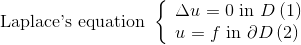 Laplace's equation { Δu = 0 in D (1)
u = f in ∂D (2)